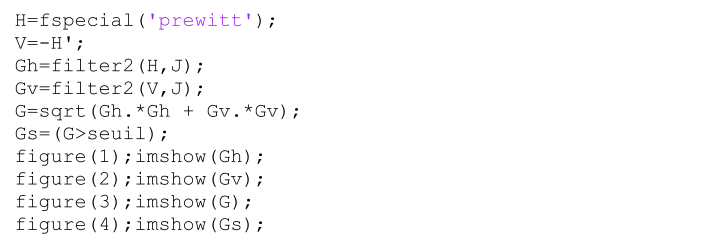 H=fspecial('prewitt');
V=-H';
Gh=filter2(H,J);
Gv=filter2(V,J);
G=sqrt(Gh.*Gh + Gv.*Gv);
Gs=(G>seuil);
figure(1);imshow(Gh);
figure(2);imshow(Gv);
figure(3);imshow(G);
figure(4);imshow(Gs);